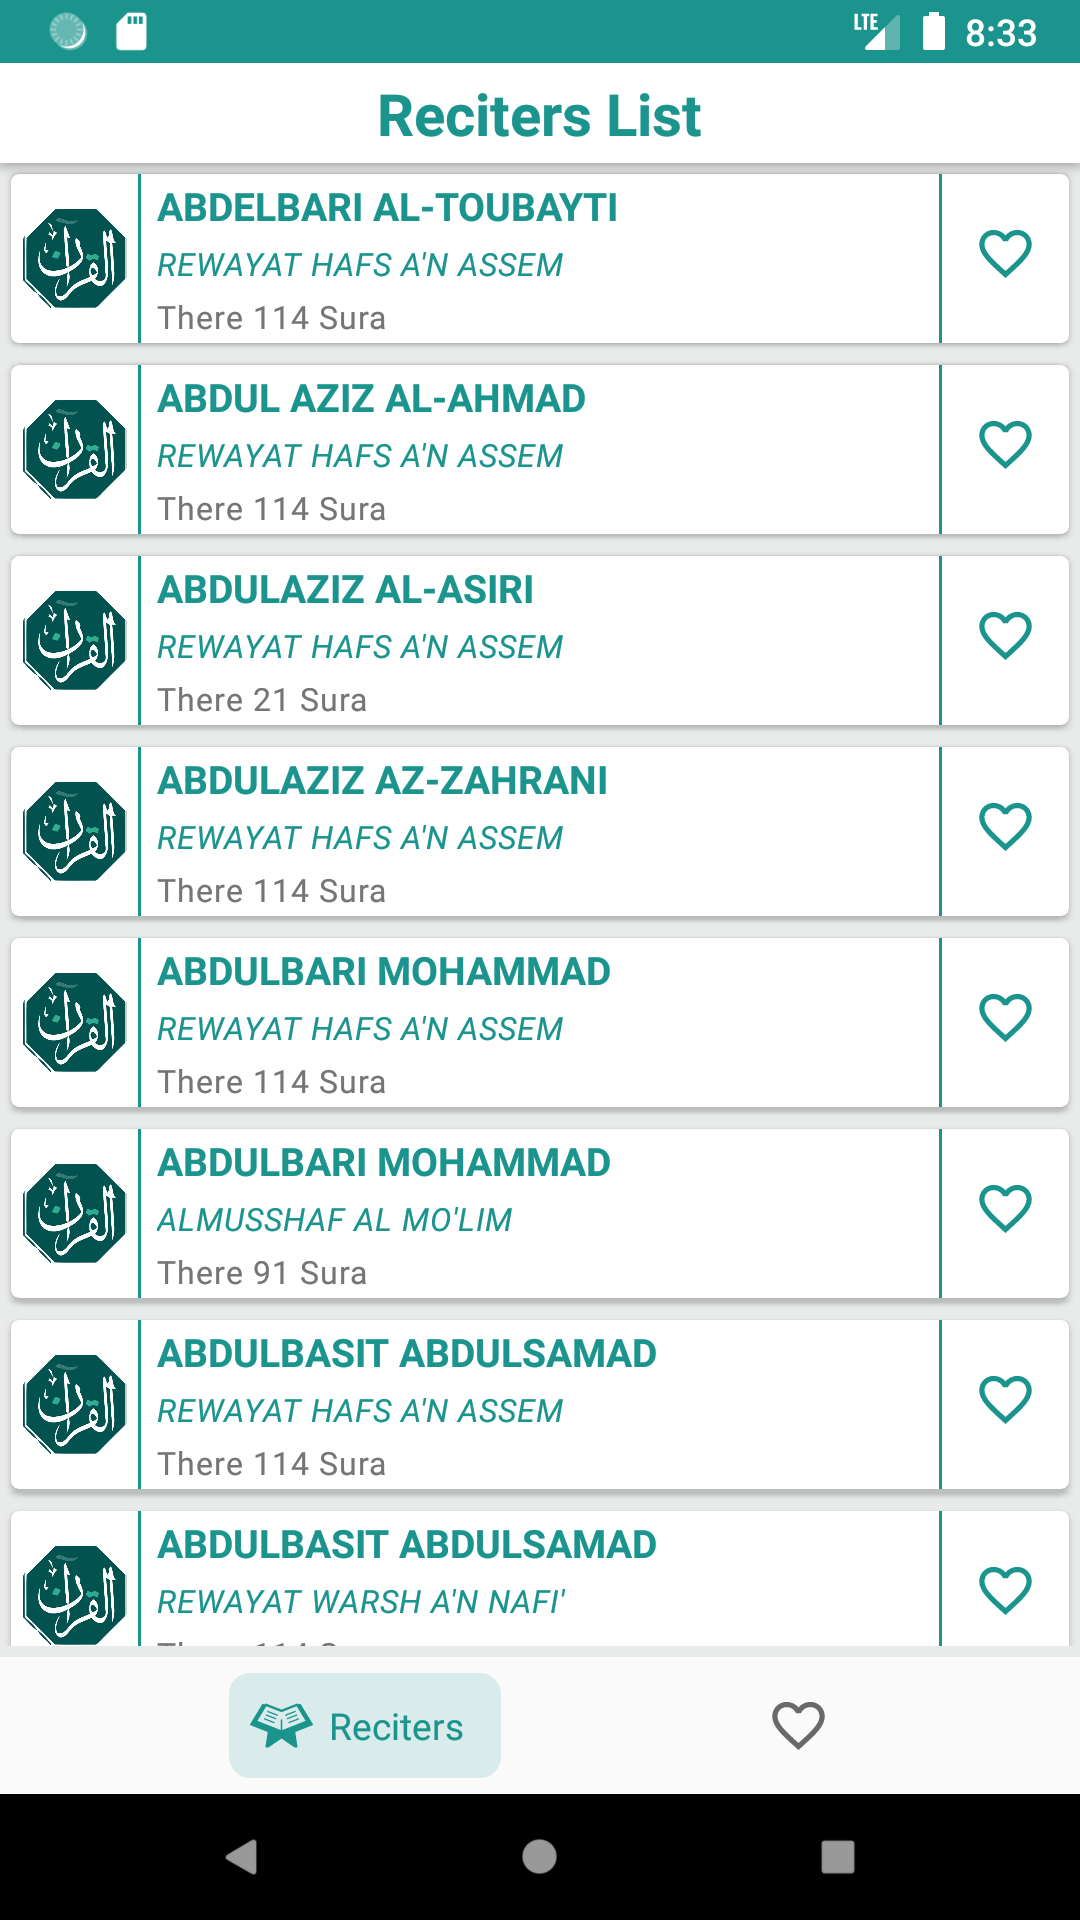 LTE 8:33
Reciters List
القرآن
ABDELBARI AL-TOUBAYTI
REWAYAT HAFS A'N ASSEM
There 114 Sura
القرآن
ABDUL AZIZ AL-AHMAD
REWAYAT HAFS A'N ASSEM
There 114 Sura
القرآن
ABDULAZIZ AL-ASIRI
REWAYAT HAFS A'N ASSEM
There 21 Sura
القرآن
ABDULAZIZ AZ-ZAHRANI
REWAYAT HAFS A'N ASSEM
There 114 Sura
القرآن
ABDULBARI MOHAMMAD
REWAYAT HAFS A'N ASSEM
There 114 Sura
القرآن
ABDULBARI MOHAMMAD
ALMUSSHAF AL MO'LIM
There 91 Sura
القرآن
ABDULBASIT ABDULSAMAD
REWAYAT HAFS A'N ASSEM
There 114 Sura
القرآن
ABDULBASIT ABDULSAMAD
REWAYAT WARSH A'N NAFI'
Reciters